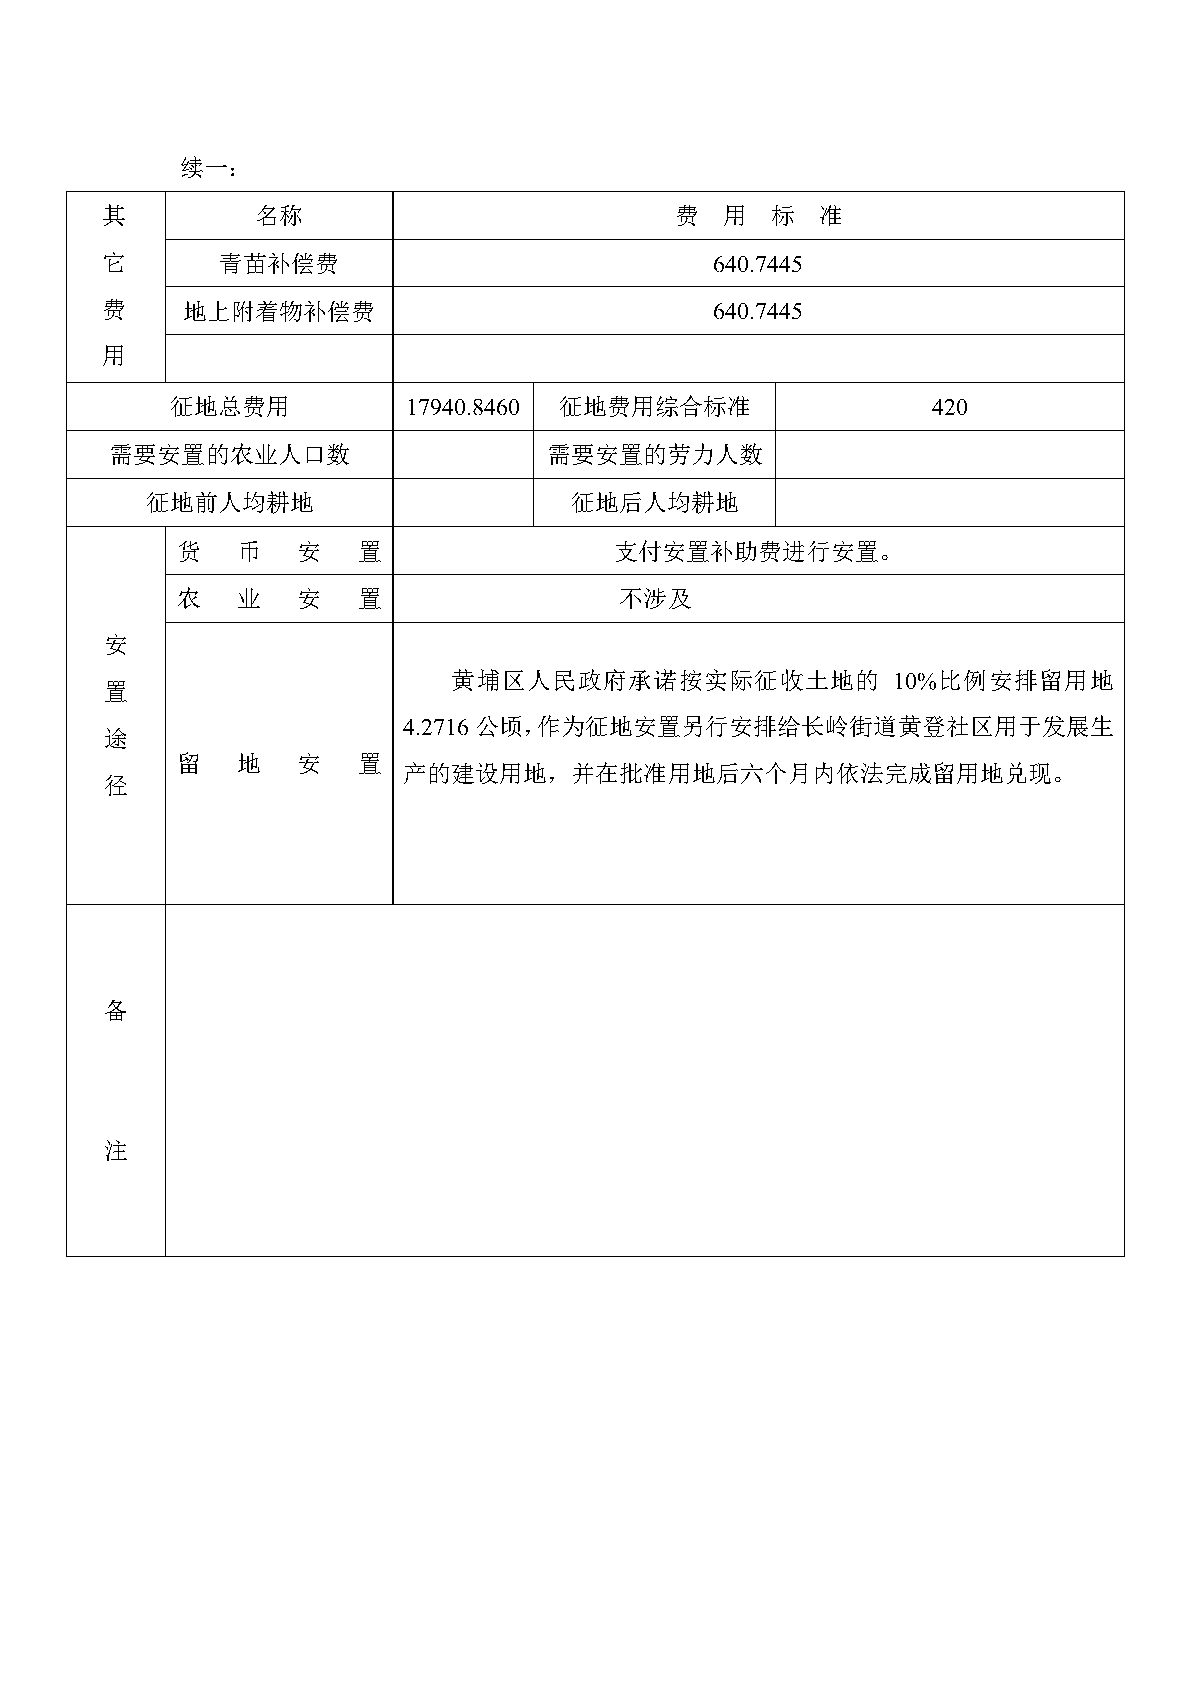 续一：
其它费用
名称 费用标准
青苗补偿费 640.7445
地上附着物补偿费 640.7445
征地总费用 17940.8460 征地费用综合标准 420
需要安置的农业人口数 需要安置的劳力人数
征地前人均耕地 征地后人均耕地
安置途径
货币安置 支付安置补助费进行安置。
农业安置 不涉及
留地安置
黄埔区人民政府承诺按实际征收土地的 10%比例安排留用地
4.2716 公顷，作为征地安置另行安排给长岭街道黄登社区用于发展生
产的建设用地，并在批准用地后六个月内依法完成留用地兑现。
备注